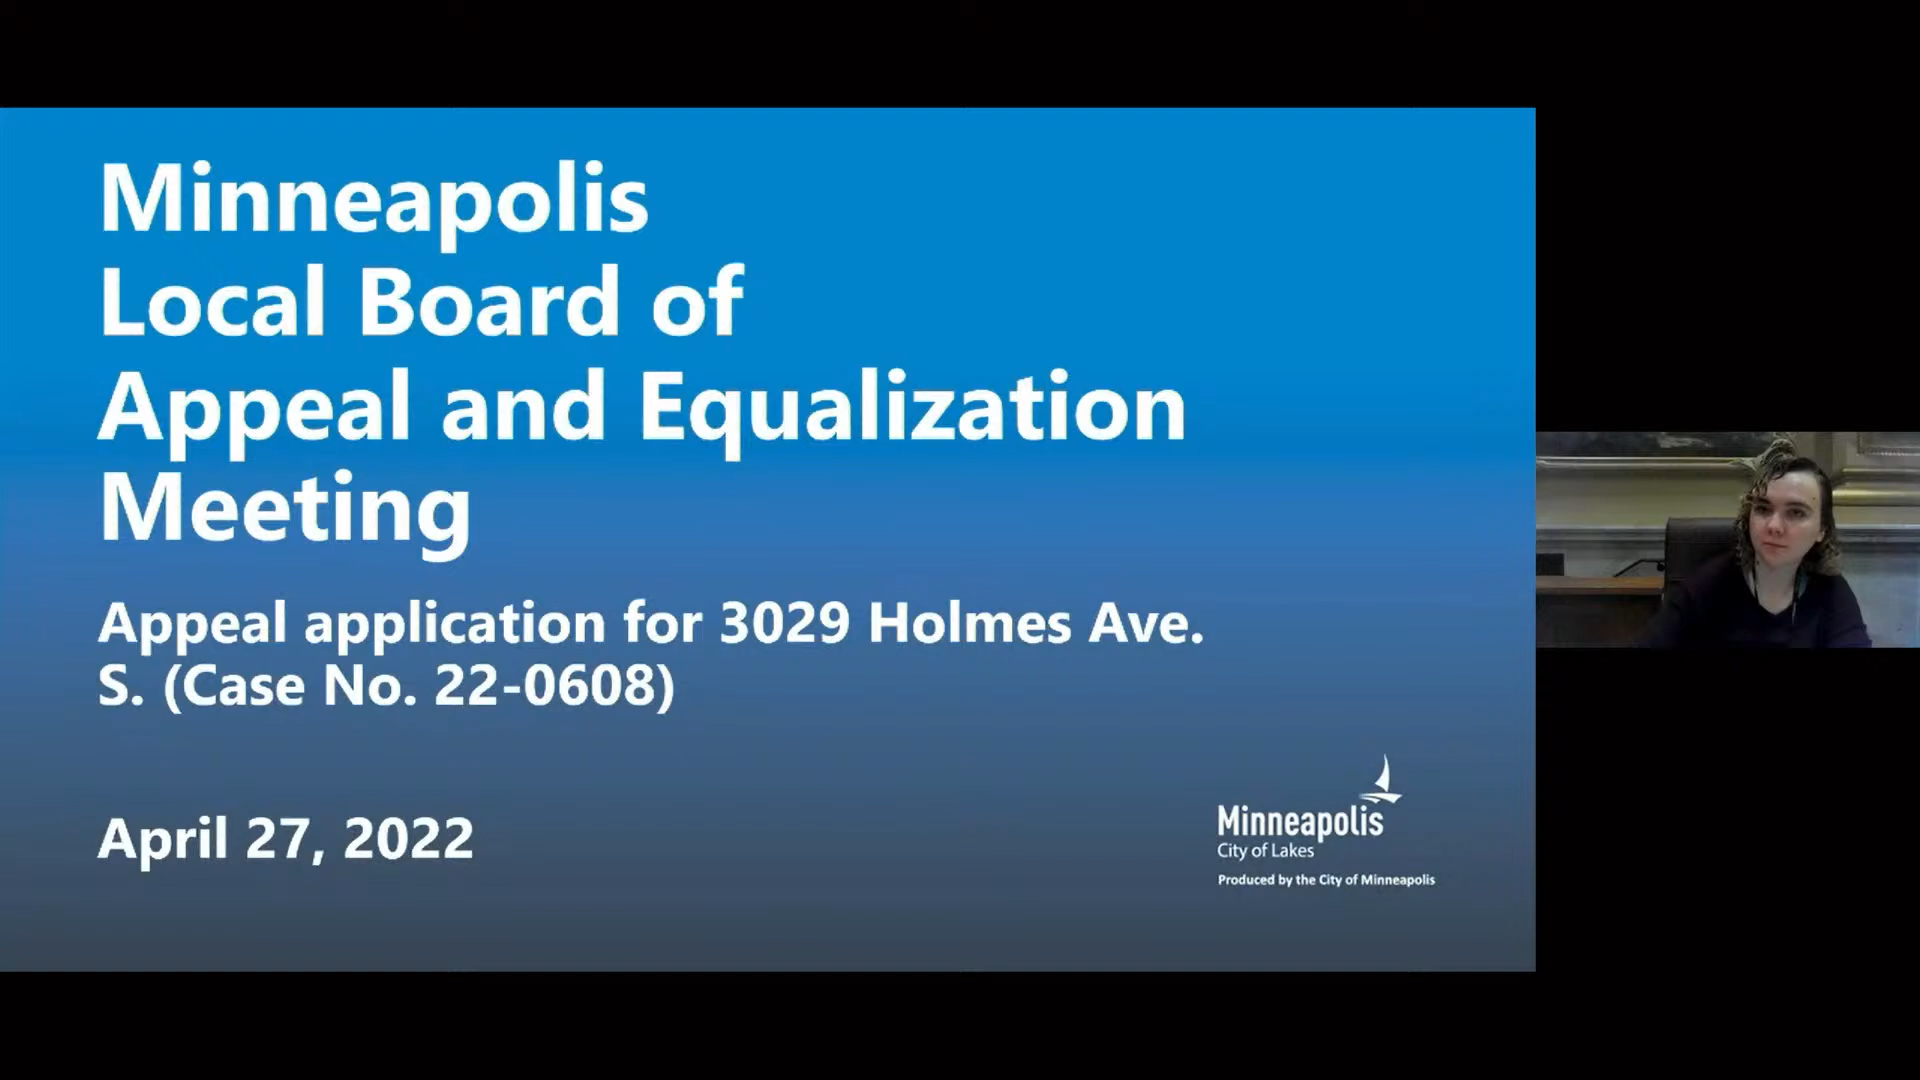 Minneapolis
Local Board of
Appeal and Equalization
Meeting
Appeal application for 3029 Holmes Ave.
S. (Case No. 22-0608)
April 27, 2022
Minneapolis
City of Lakes
Produced by the City of Minneapolis